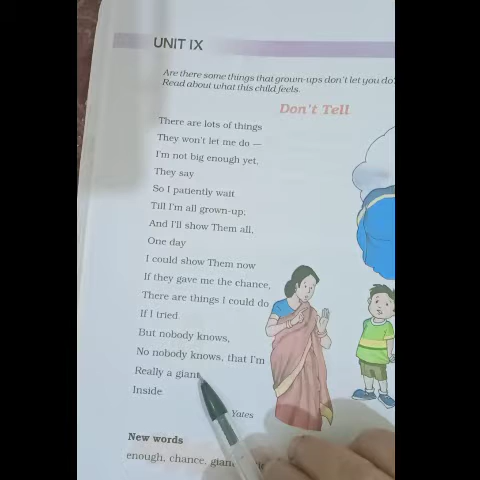 UNIT IX
Are there some things that grown-ups don't let you do?
Read about what this child feels.
Don't Tell
There are lots of things
They won't let me do —
I'm not big enough yet,
They say
So I patiently wait
Till I'm all grown-up;
And I'll show Them all,
One day
I could show Them now
If they gave me the chance,
There are things I could do
If I tried
But nobody knows,
No nobody knows, that I'm
Really a giant
Inside
Yates
New words
enough, chance, giant